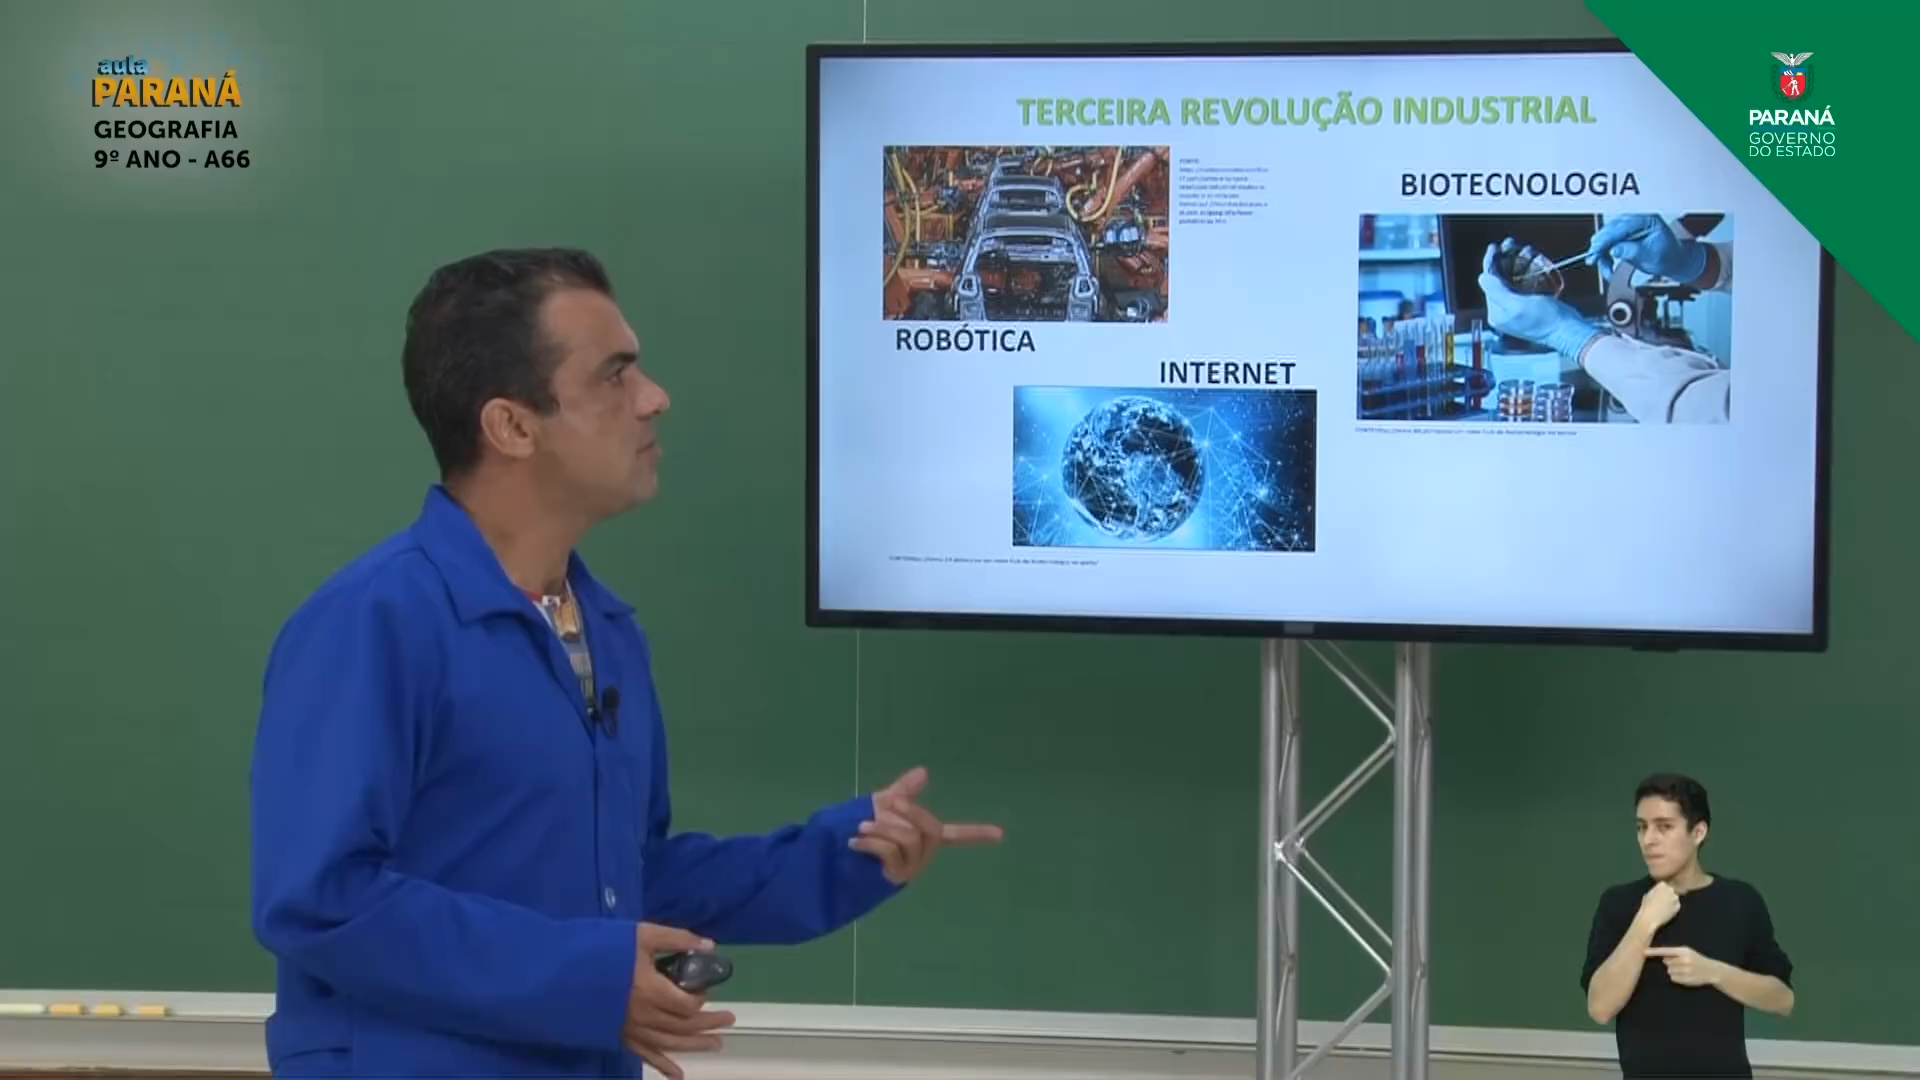 aula
PARANÁ
GEOGRAFIA
9º ANO - A66
TERCEIRA REVOLUÇÃO INDUSTRIAL
BIOTECNOLOGIA
ROBÓTICA
INTERNET
PARANÁ
GOVERNO
DO ESTADO